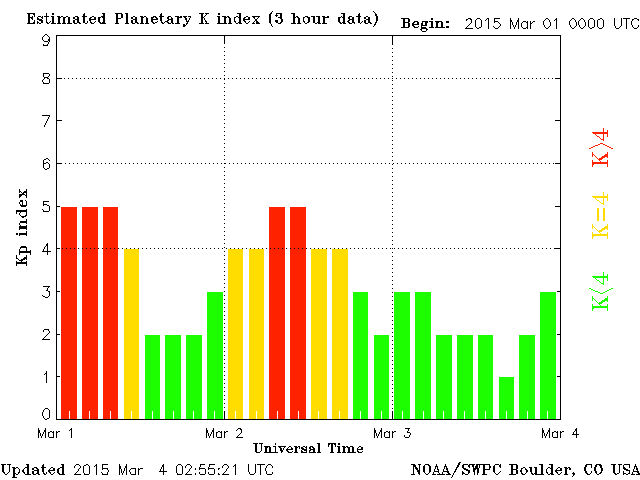 Estimated Planetary K index (3 hour data) Begin: 2015 Mar 01 0000 UTC
9
8
7
6
5
4
3
2
1
0
Kp index
K>4
K=4
K<4
Mar 1 Mar 2 Mar 3 Mar 4
Universal Time
Updated 2015 Mar 4 02:55:21 UTC NOAA/SWPC Boulder, CO USA